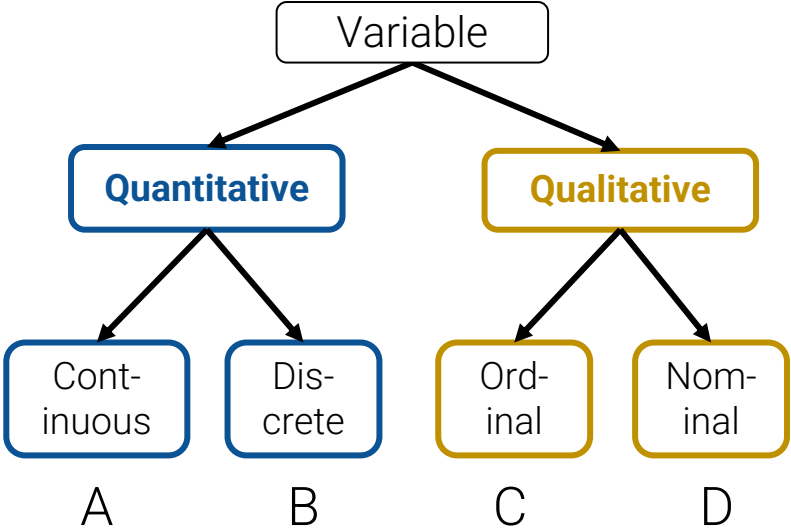 Variable
Quantitative
Qualitative
Cont-
inuous
Dis-
crete
Ord-
inal
Nom-
inal
A
B
C
D